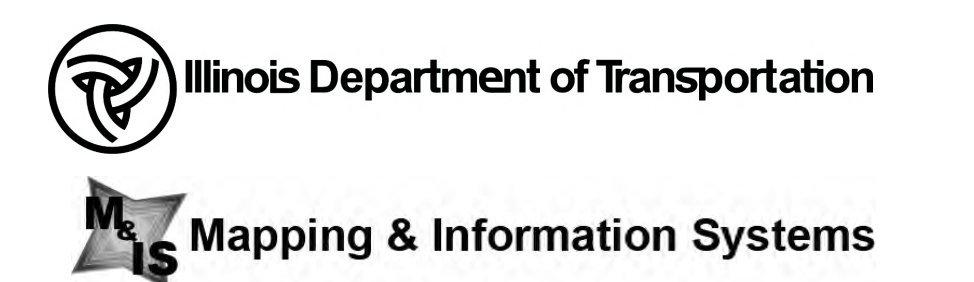 Illinois Department of Transportation
M&IS Mapping & Information Systems